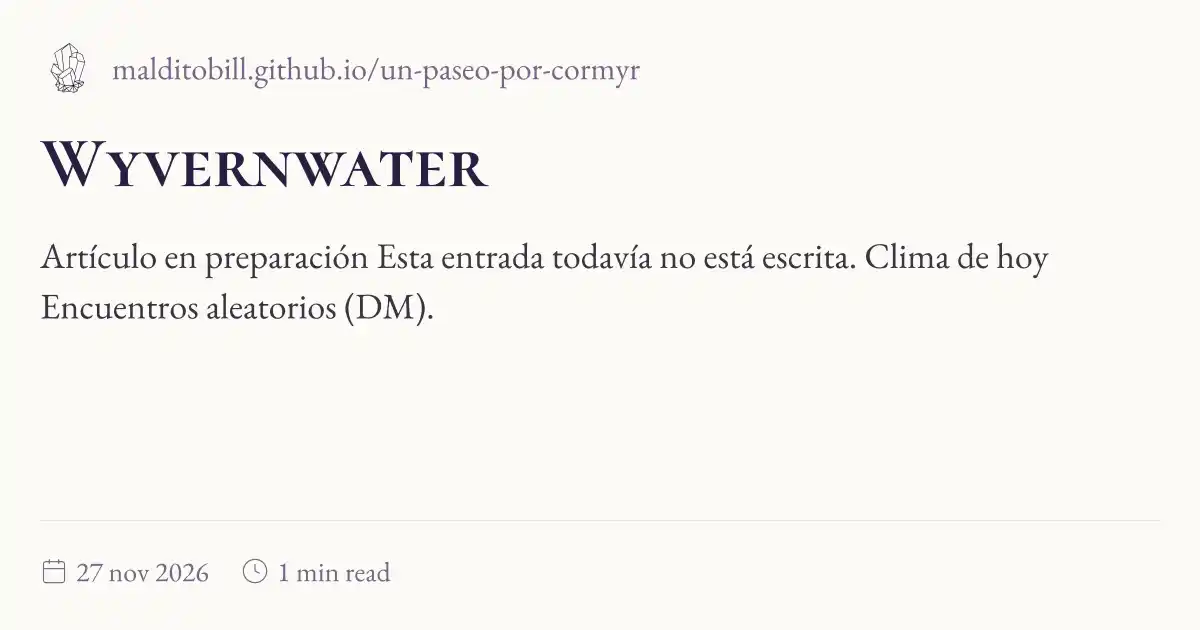 malditobill.github.io/un-paseo-por-cormyr
Wyvernwater
Artículo en preparación Esta entrada todavía no está escrita. Clima de hoy
Encuentros aleatorios (DM).
27 nov 2026 1 min read